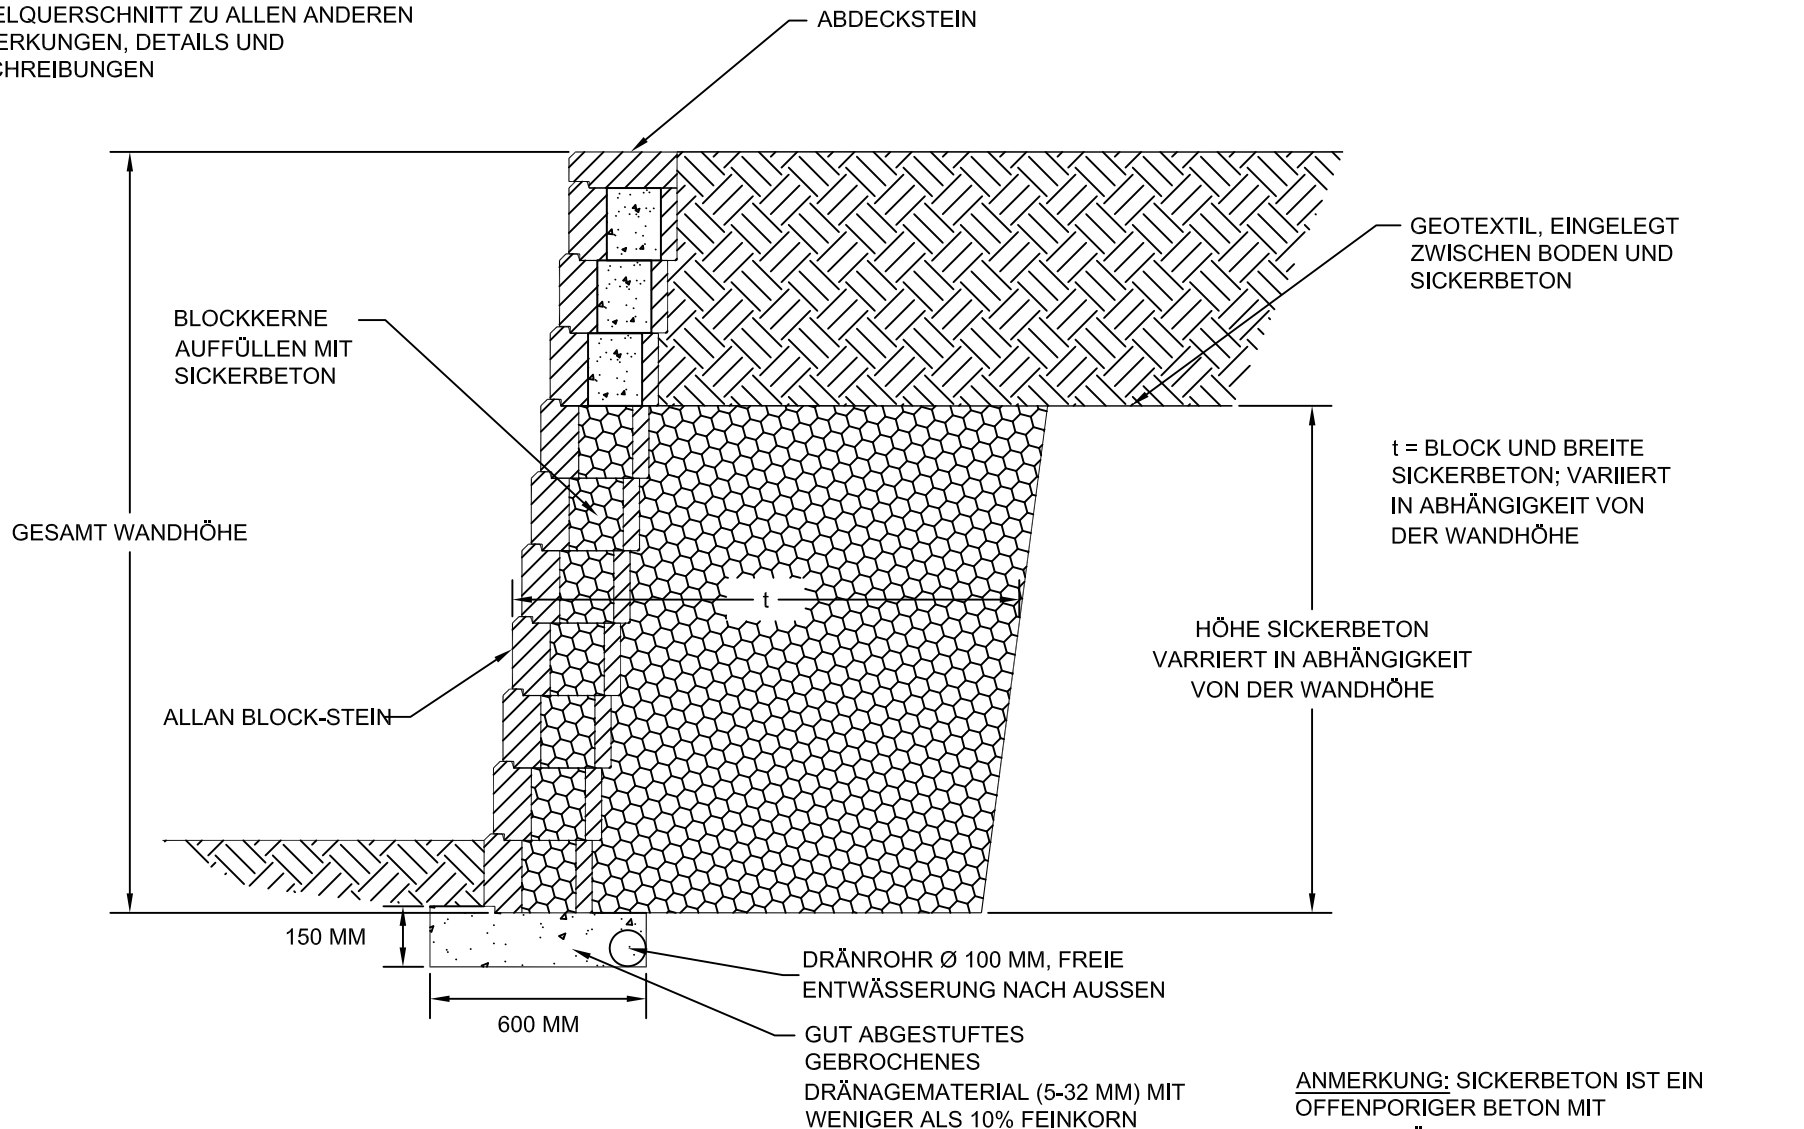 ZU ALLEN ANDEREN
DETAILS UND
ABDECKSTEIN
GEOTEXTIL, EINGELEGT
ZWISCHEN BODEN UND
SICKERBETON
BLOCKKERNE
AUFFÜLLEN MIT
SICKERBETON
t = BLOCK UND BREITE
SICKERBETON; VARIIERT
IN ABHÄNGIGKEIT VON
DER WANDHÖHE
GESAMT WANDHÖHE
t
HÖHE SICKERBETON
VARRIERT IN ABHÄNGIGKEIT
VON DER WANDHÖHE
ALLAN BLOCK-STEIN
150 MM
600 MM
DRÄNROHR Ø 100 MM, FREIE
ENTWÄSSERUNG NACH AUSSEN
GUT ABGESTUFTES
GEBROCHENES
DRÄNAGEMATERIAL (5-32 MM) MIT
WENIGER ALS 10% FEINKORN
ANMERKUNG: SICKERBETON IST EIN
OFFENPORIGER BETON MIT